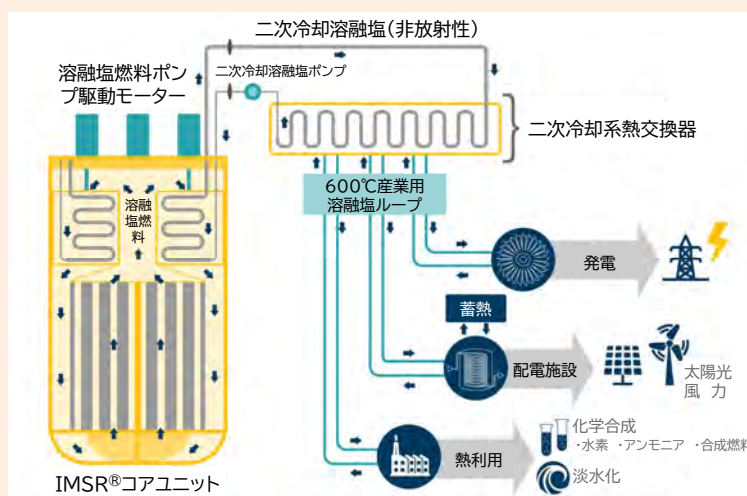 二次冷却溶融塩(非放射性)
溶融塩燃料ポン
プ駆動モーター
二次冷却溶融塩ポンプ
二次冷却系熱交換器
600℃産業用
溶融塩ループ
溶融
塩燃
料
発電
蓄熱
配電施設
太陽光
風 力
熱利用
化学合成
・水素 ・アンモニア ・合成燃料
淡水化
IMSR®コアユニット